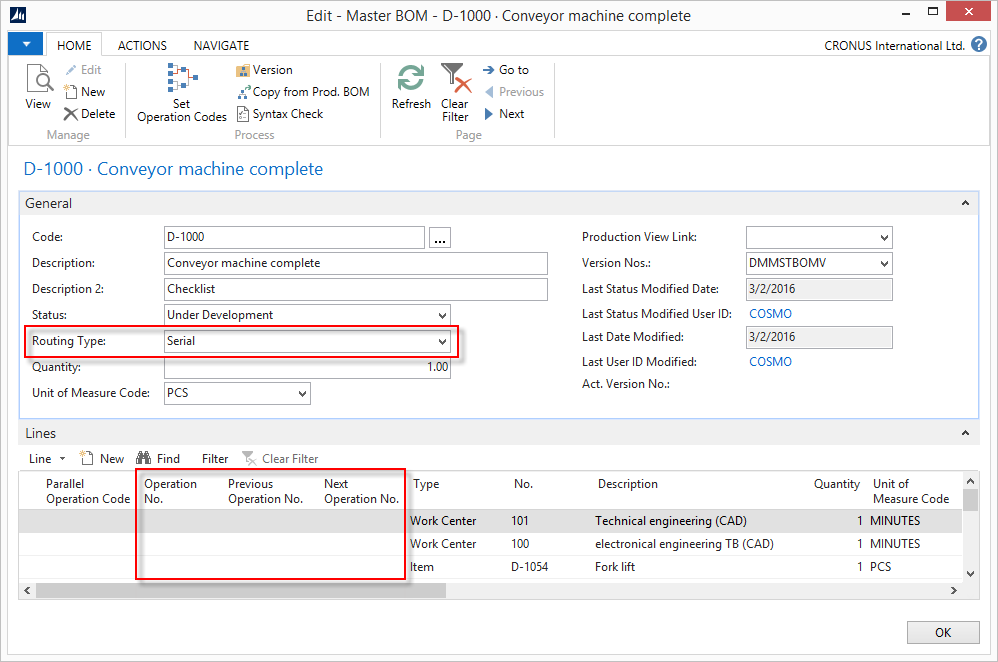 Edit - Master BOM - D-1000 · Conveyor machine complete
HOME ACTIONS NAVIGATE
CRONUS International Ltd.
View
Edit
New
Delete
Manage
Set
Operation Codes
Version
Copy from Prod. BOM
Syntax Check
Process
Refresh
Clear
Filter
Go to
Previous
Next
Page
D-1000 · Conveyor machine complete
General
Code: D-1000 ...
Description: Conveyor machine complete
Description 2: Checklist
Status: Under Development
Routing Type: Serial
Quantity: 1.00
Unit of Measure Code: PCS
Production View Link:
Version Nos.: DMMSTBOMV
Last Status Modified Date: 3/2/2016
Last Status Modified User ID: COSMO
Last Date Modified: 3/2/2016
Last User ID Modified: COSMO
Act. Version No.:
Lines
Line New Find Filter Clear Filter
Parallel Operation Previous Next Type No. Description Quantity Unit of
Operation Code No. Operation No. Operation No. Measure Code
Work Center 101 Technical engineering (CAD) 1 MINUTES
Work Center 100 electronical engineering TB (CAD) 1 MINUTES
Item D-1054 Fork lift 1 PCS
OK